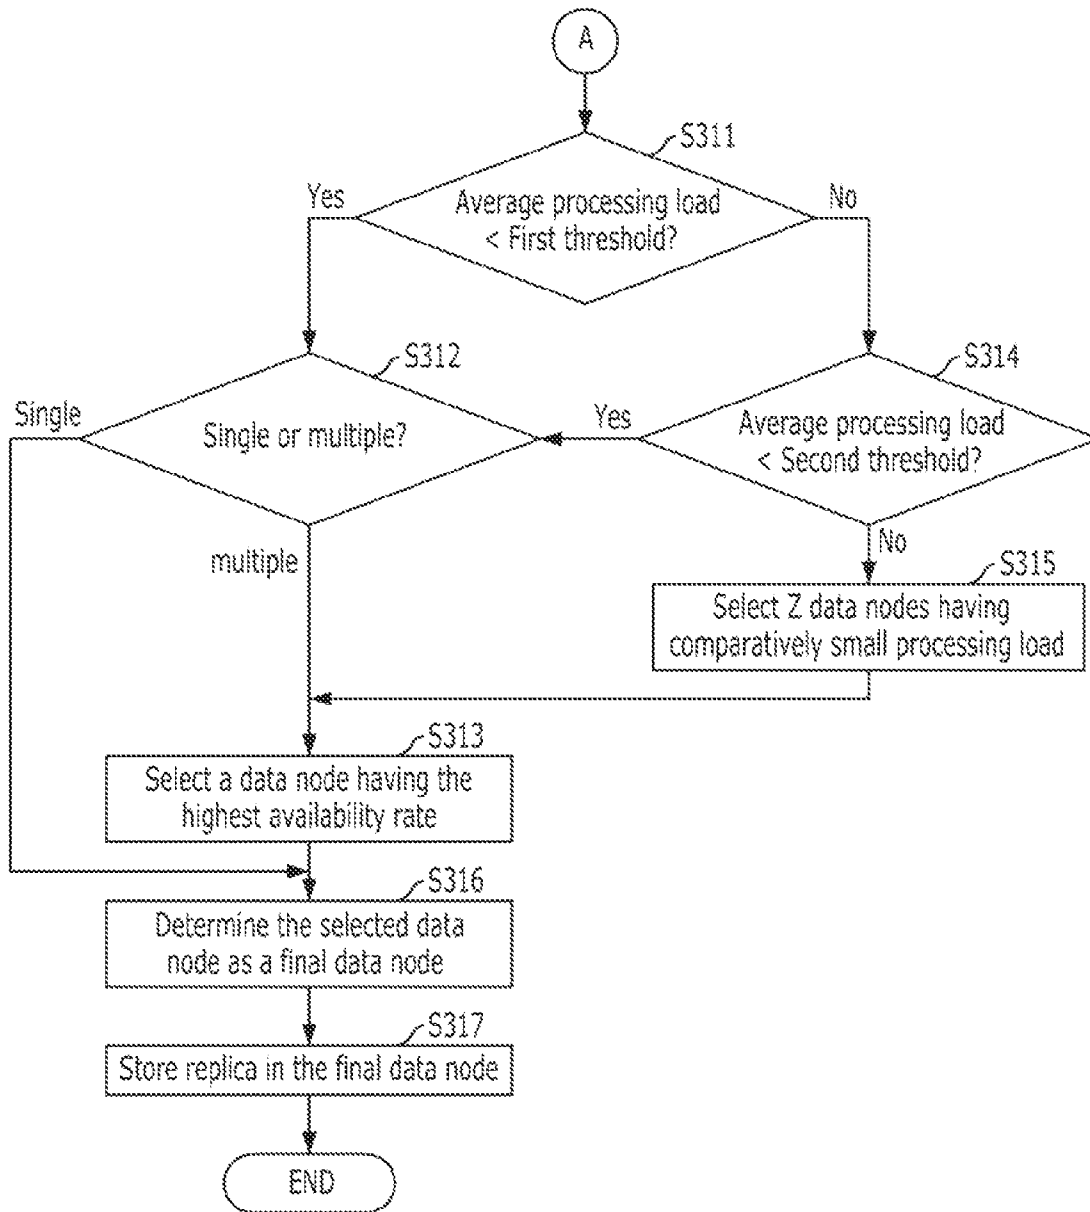 A
S311
Yes
Average processing load
< First threshold?
No
S312
S314
Single
Single or multiple?
Yes
Average processing load
< Second threshold?
multiple
No
S315
Select Z data nodes having
comparatively small processing load
S313
Select a data node having the
highest availability rate
S316
Determine the selected data
node as a final data node
S317
Store replica in the final data node
END